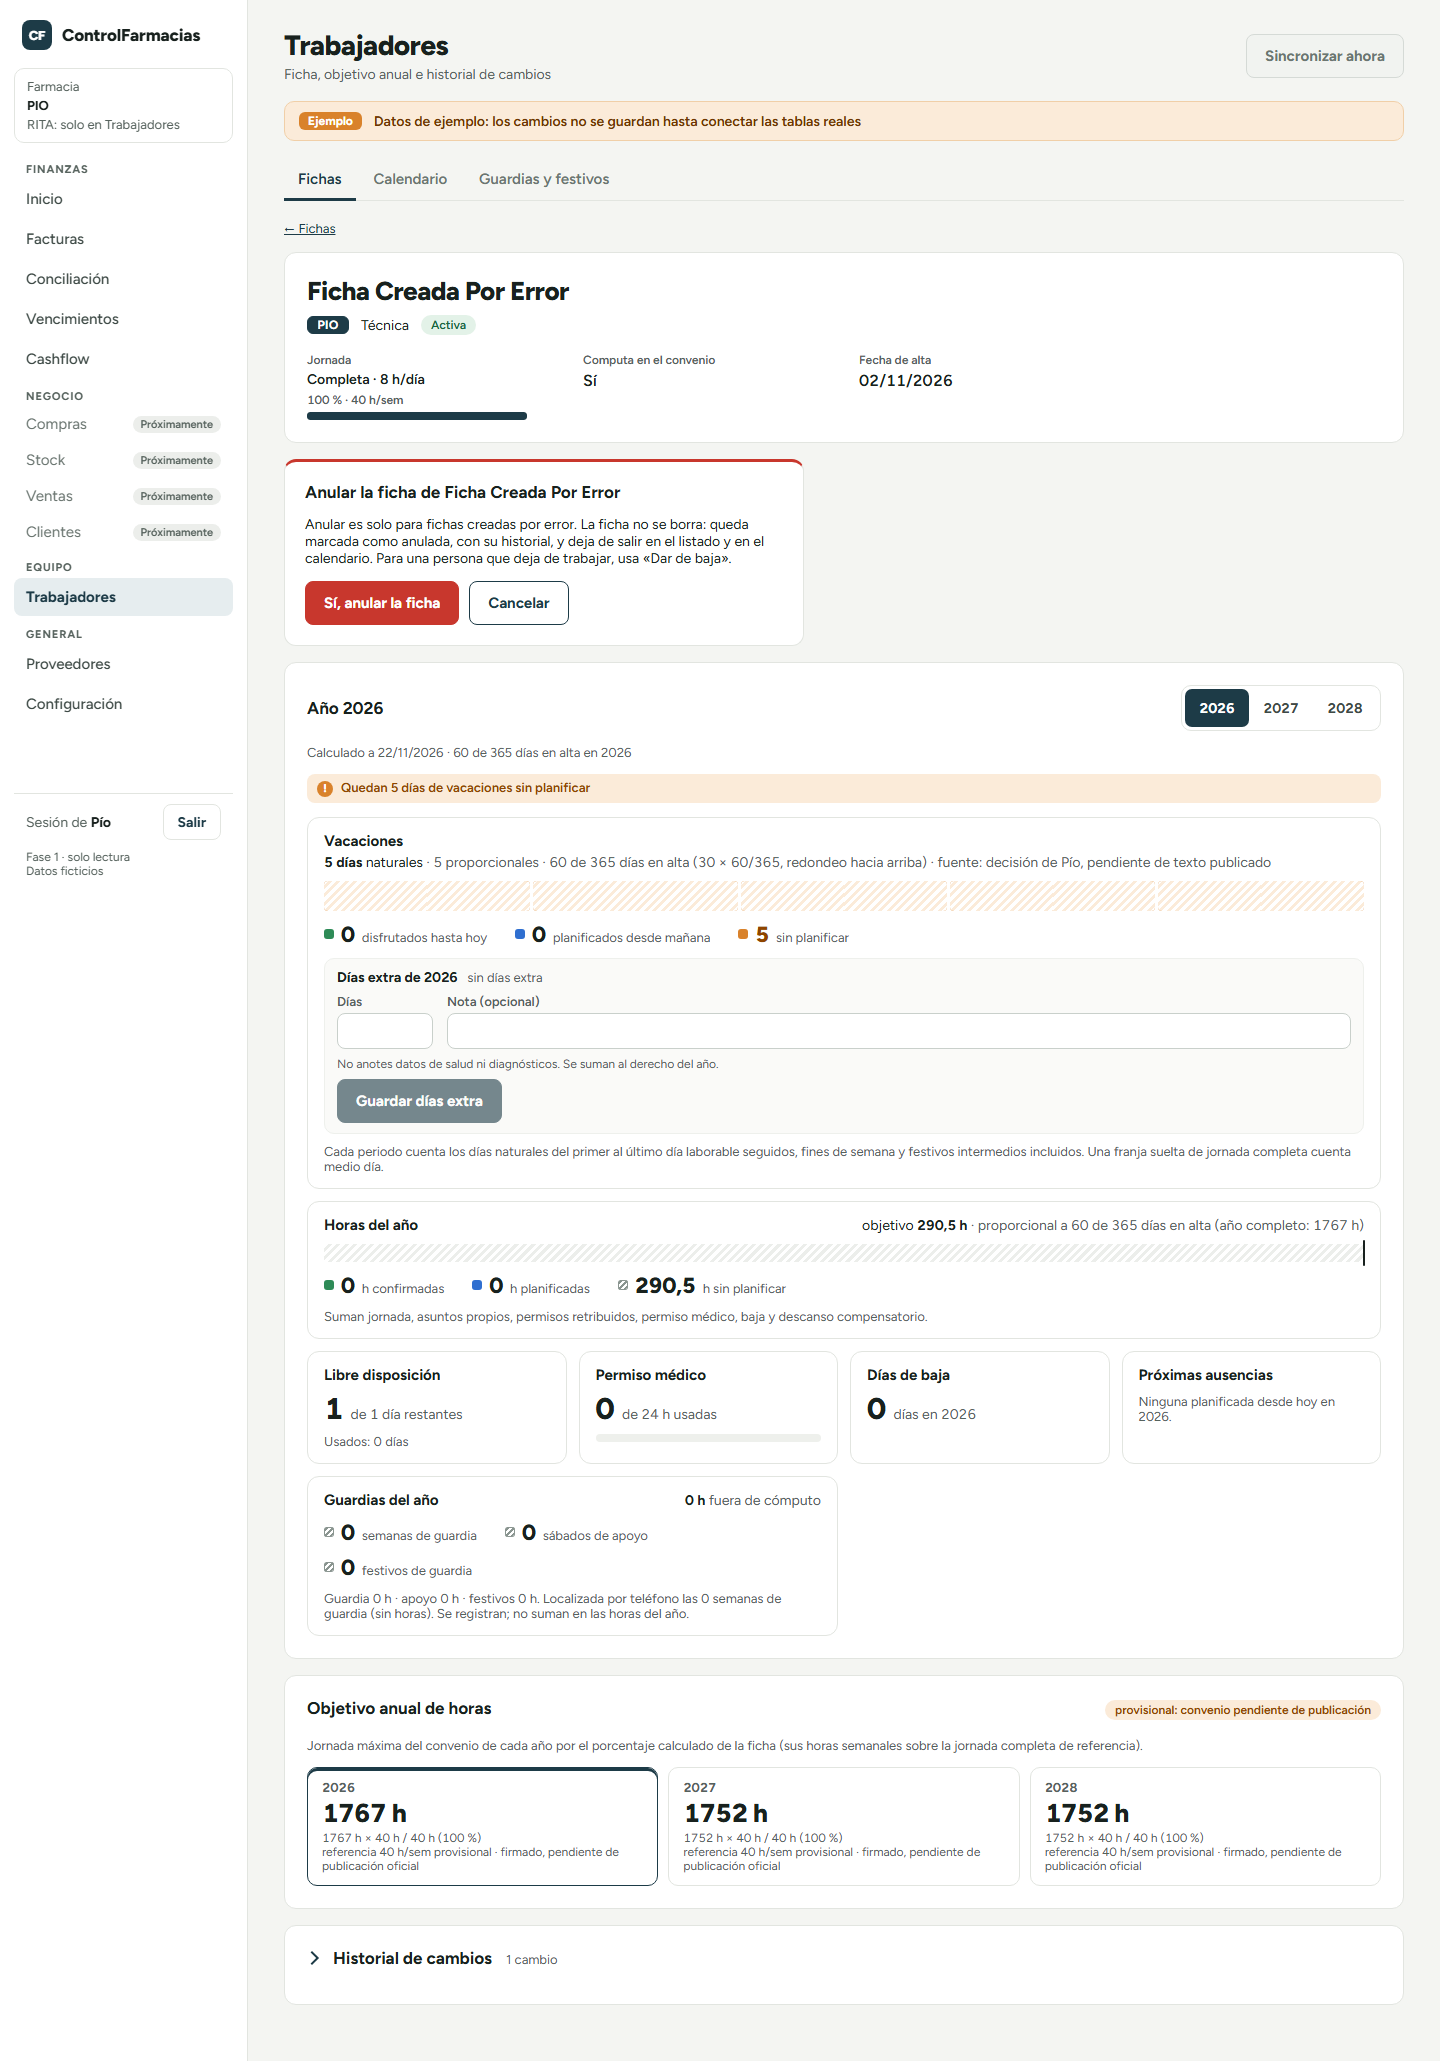 CF ControlFarmacias
Farmacia
PIO
RITA: solo en Trabajadores
FINANZAS
Inicio
Facturas
Conciliación
Vencimientos
Cashflow
NEGOCIO
Compras Próximamente
Stock Próximamente
Ventas Próximamente
Clientes Próximamente
EQUIPO
Trabajadores
GENERAL
Proveedores
Configuración
Sesión de Pío Salir
Fase 1 · solo lectura
Datos ficticios
Trabajadores
Ficha, objetivo anual e historial de cambios
Sincronizar ahora
Ejemplo Datos de ejemplo: los cambios no se guardan hasta conectar las tablas reales
Fichas Calendario Guardias y festivos
← Fichas
Ficha Creada Por Error
PIO Técnica Activa
Jornada Computa en el convenio Fecha de alta
Completa · 8 h/día Sí 02/11/2026
100 % · 40 h/sem
Anular la ficha de Ficha Creada Por Error
Anular es solo para fichas creadas por error. La ficha no se borra: queda
marcada como anulada, con su historial, y deja de salir en el listado y en el
calendario. Para una persona que deja de trabajar, usa «Dar de baja».
Sí, anular la ficha Cancelar
Año 2026 2026 2027 2028
Calculado a 22/11/2026 · 60 de 365 días en alta en 2026
! Quedan 5 días de vacaciones sin planificar
Vacaciones
5 días naturales · 5 proporcionales · 60 de 365 días en alta (30 × 60/365, redondeo hacia arriba) · fuente: decisión de Pío, pendiente de texto publicado
0 disfrutados hasta hoy 0 planificados desde mañana 5 sin planificar
Días extra de 2026 sin días extra
Días Nota (opcional)
No anotes datos de salud ni diagnósticos. Se suman al derecho del año.
Guardar días extra
Cada periodo cuenta los días naturales del primer al último día laborable seguidos, fines de semana y festivos intermedios incluidos. Una franja suelta de jornada completa cuenta
medio día.
Horas del año objetivo 290,5 h · proporcional a 60 de 365 días en alta (año completo: 1767 h)
0 h confirmadas 0 h planificadas 290,5 h sin planificar
Suman jornada, asuntos propios, permisos retribuidos, permiso médico, baja y descanso compensatorio.
Libre disposición
1 de 1 día restantes
Usados: 0 días
Permiso médico
0 de 24 h usadas
Días de baja
0 días en 2026
Próximas ausencias
Ninguna planificada desde hoy en
2026.
Guardias del año 0 h fuera de cómputo
0 semanas de guardia 0 sábados de apoyo
0 festivos de guardia
Guardia 0 h · apoyo 0 h · festivos 0 h. Localizada por teléfono las 0 semanas de
guardia (sin horas). Se registran; no suman en las horas del año.
Objetivo anual de horas provisional: convenio pendiente de publicación
Jornada máxima del convenio de cada año por el porcentaje calculado de la ficha (sus horas semanales sobre la jornada completa de referencia).
2026
1767 h
1767 h × 40 h / 40 h (100 %)
referencia 40 h/sem provisional · firmado, pendiente de
publicación oficial
2027
1752 h
1752 h × 40 h / 40 h (100 %)
referencia 40 h/sem provisional · firmado, pendiente de
publicación oficial
2028
1752 h
1752 h × 40 h / 40 h (100 %)
referencia 40 h/sem provisional · firmado, pendiente de
publicación oficial
Historial de cambios 1 cambio